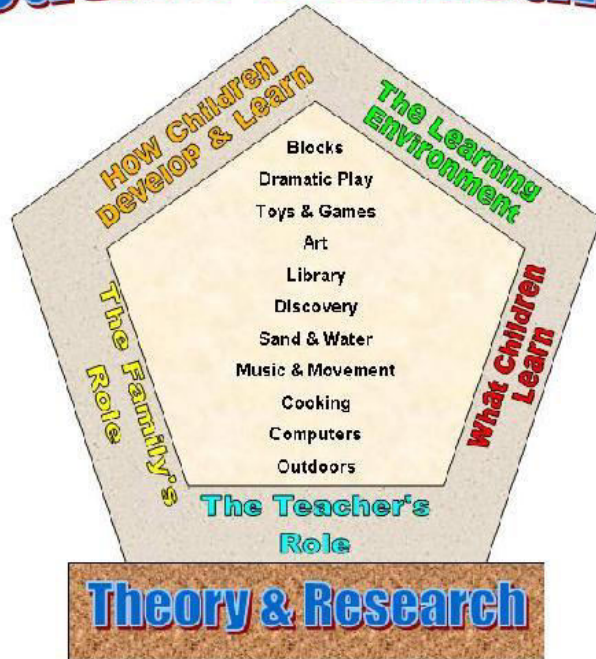 How Children
Develop & Learn
The Learning
Environment
Blocks
Dramatic Play
Toys & Games
Art
Library
Discovery
Sand & Water
Music & Movement
Cooking
Computers
Outdoors
The Family's
Role
What Children
Learn
The Teacher's
Role
Theory & Research